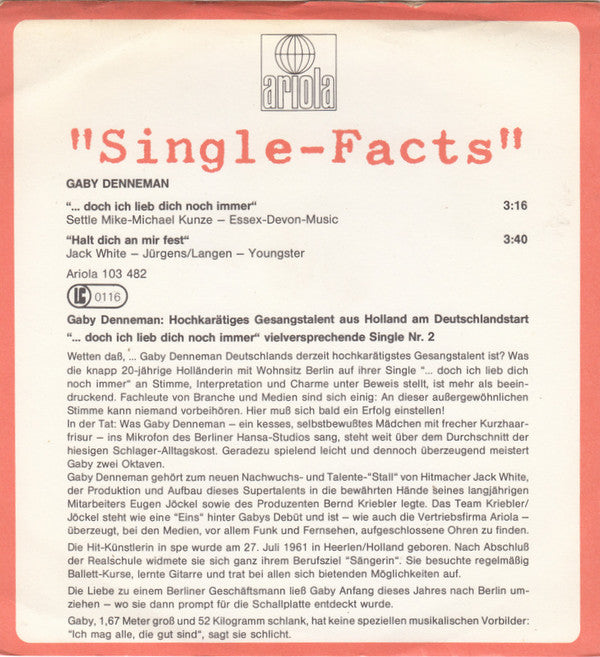 ariola
"Single-Facts"
GABY DENNEMAN
“... doch ich lieb dich noch immer“ 3:16
Settle Mike-Michael Kunze – Essex-Devon-Music
“Halt dich an mir fest“ 3:40
Jack White – Jürgens/Langen – Youngster
Ariola 103 482
LC 0116
Gaby Denneman: Hochkarätiges Gesangstalent aus Holland am Deutschlandstart
“... doch ich lieb dich noch immer“ vielversprechende Single Nr. 2
Wetten daß, ‘... Gaby Denneman Deutschlands derzeit hochkarätigstes Gesangstalent ist? Was
die knapp 20-jährige Holländerin mit Wohnsitz Berlin auf ihrer Single “... doch ich lieb dich
noch immer“ an Stimme, Interpretation und Charme unter Beweis stellt, ist mehr als beein-
druckend. Fachleute von Branche und Medien sind sich einig: An dieser außergewöhnlichen
Stimme kann niemand vorbeihören. Hier muß sich bald ein Erfolg einstellen!
In der Tat: Was Gaby Denneman – ein kesses, selbstbewußtes Mädchen mit frecher Kurzhaar-
frisur – ins Mikrofon des Berliner Hansa-Studios sang, steht weit über dem Durchschnitt der
hiesigen Schlager-Alltagskost. Geradezu spielend leicht und dennoch überzeugend meistert
Gaby zwei Oktaven.
Gaby Denneman gehört zum neuen Nachwuchs- und Talente-“Stall“ von Hitmacher Jack White,
der Produktion und Aufbau dieses Supertalents in die bewährten Hände seines langjährigen
Mitarbeiters Eugen Jöckel sowie des Produzenten Bernd Kriebler legte. Das Team Kriebler/
Jöckel steht wie eine “Eins“ hinter Gabys Debüt und ist – wie auch die Vertriebsfirma Ariola –
überzeugt, bei den Medien, vor allem Funk und Fernsehen, aufgeschlossene Ohren zu finden.
Die Hit-Künstlerin in spe wurde am 27. Juli 1961 in Heerlen/Holland geboren. Nach Abschluß
der Realschule widmete sie sich ganz ihrem Berufsziel “Sängerin“. Sie besuchte regelmäßig
Ballett-Kurse, lernte Gitarre und trat bei allen sich bietenden Möglichkeiten auf.
Die Liebe zu einem Berliner Geschäftsmann ließ Gaby Anfang dieses Jahres nach Berlin um-
ziehen – wo sie dann prompt für die Schallplatte entdeckt wurde.
Gaby, 1,67 Meter groß und 52 Kilogramm schlank, hat keine speziellen musikalischen Vorbilder:
“Ich mag alle, die gut sind“, sagt sie schlicht.